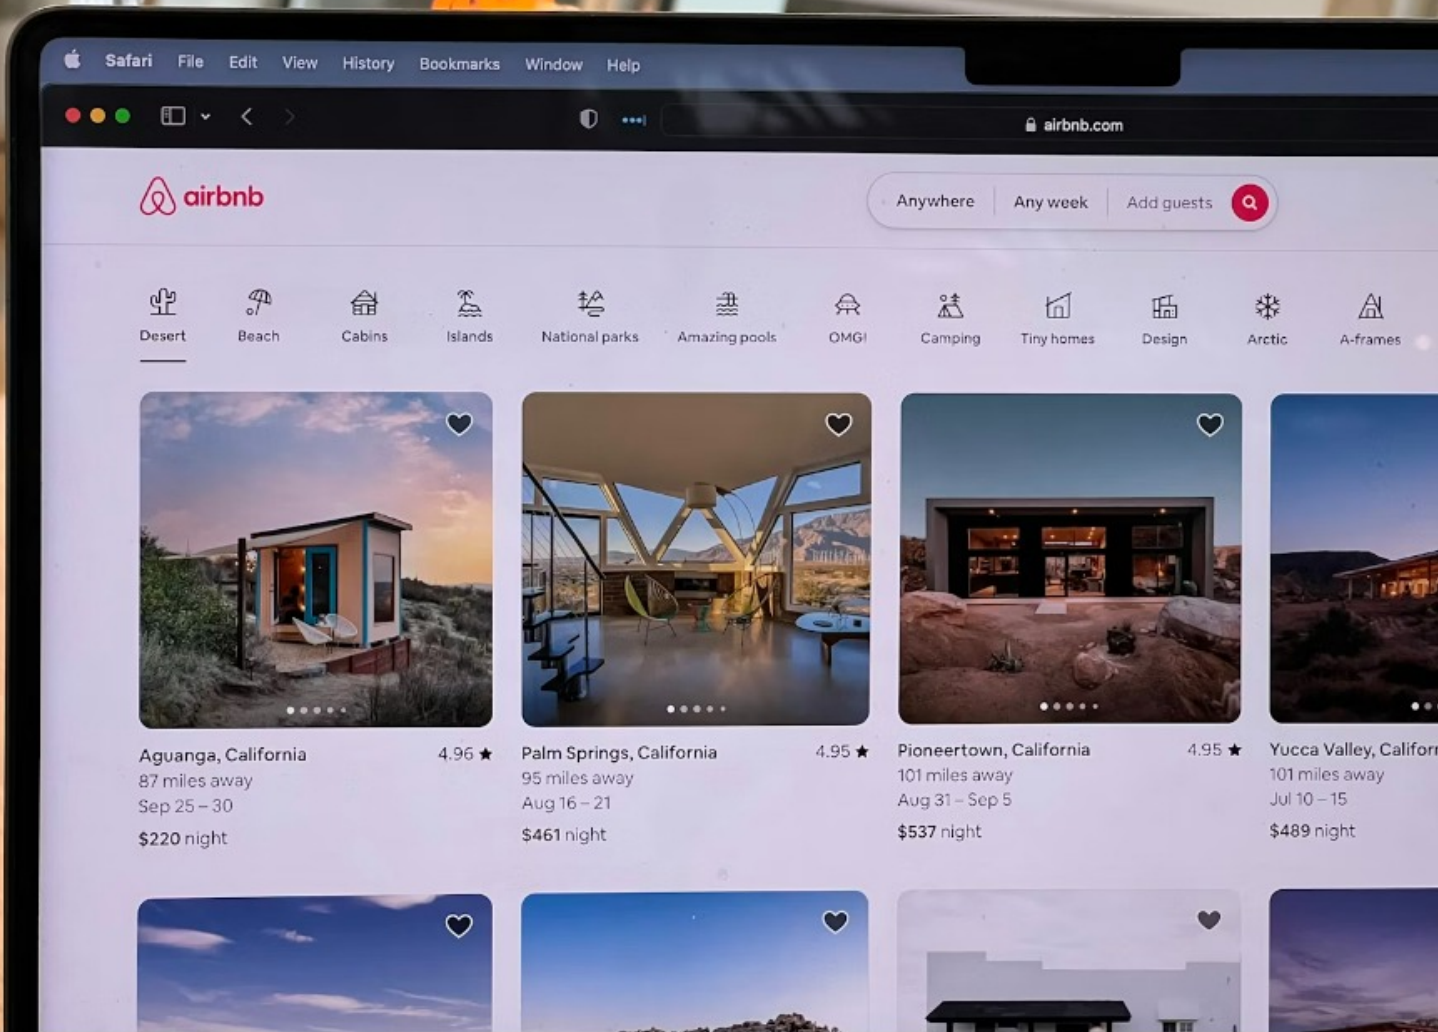 Safari File Edit View History Bookmarks Window Help
airbnb.com
airbnb
Anywhere Any week Add guests
Desert Beach Cabins Islands National parks Amazing pools OMG! Camping Tiny homes Design Arctic A-frames
Aguanga, California 4.96 ★
87 miles away
Sep 25 – 30
$220 night
Palm Springs, California 4.95 ★
95 miles away
Aug 16 – 21
$461 night
Pioneertown, California 4.95 ★
101 miles away
Aug 31 – Sep 5
$537 night
Yucca Valley, Califor
101 miles away
Jul 10 – 15
$489 night